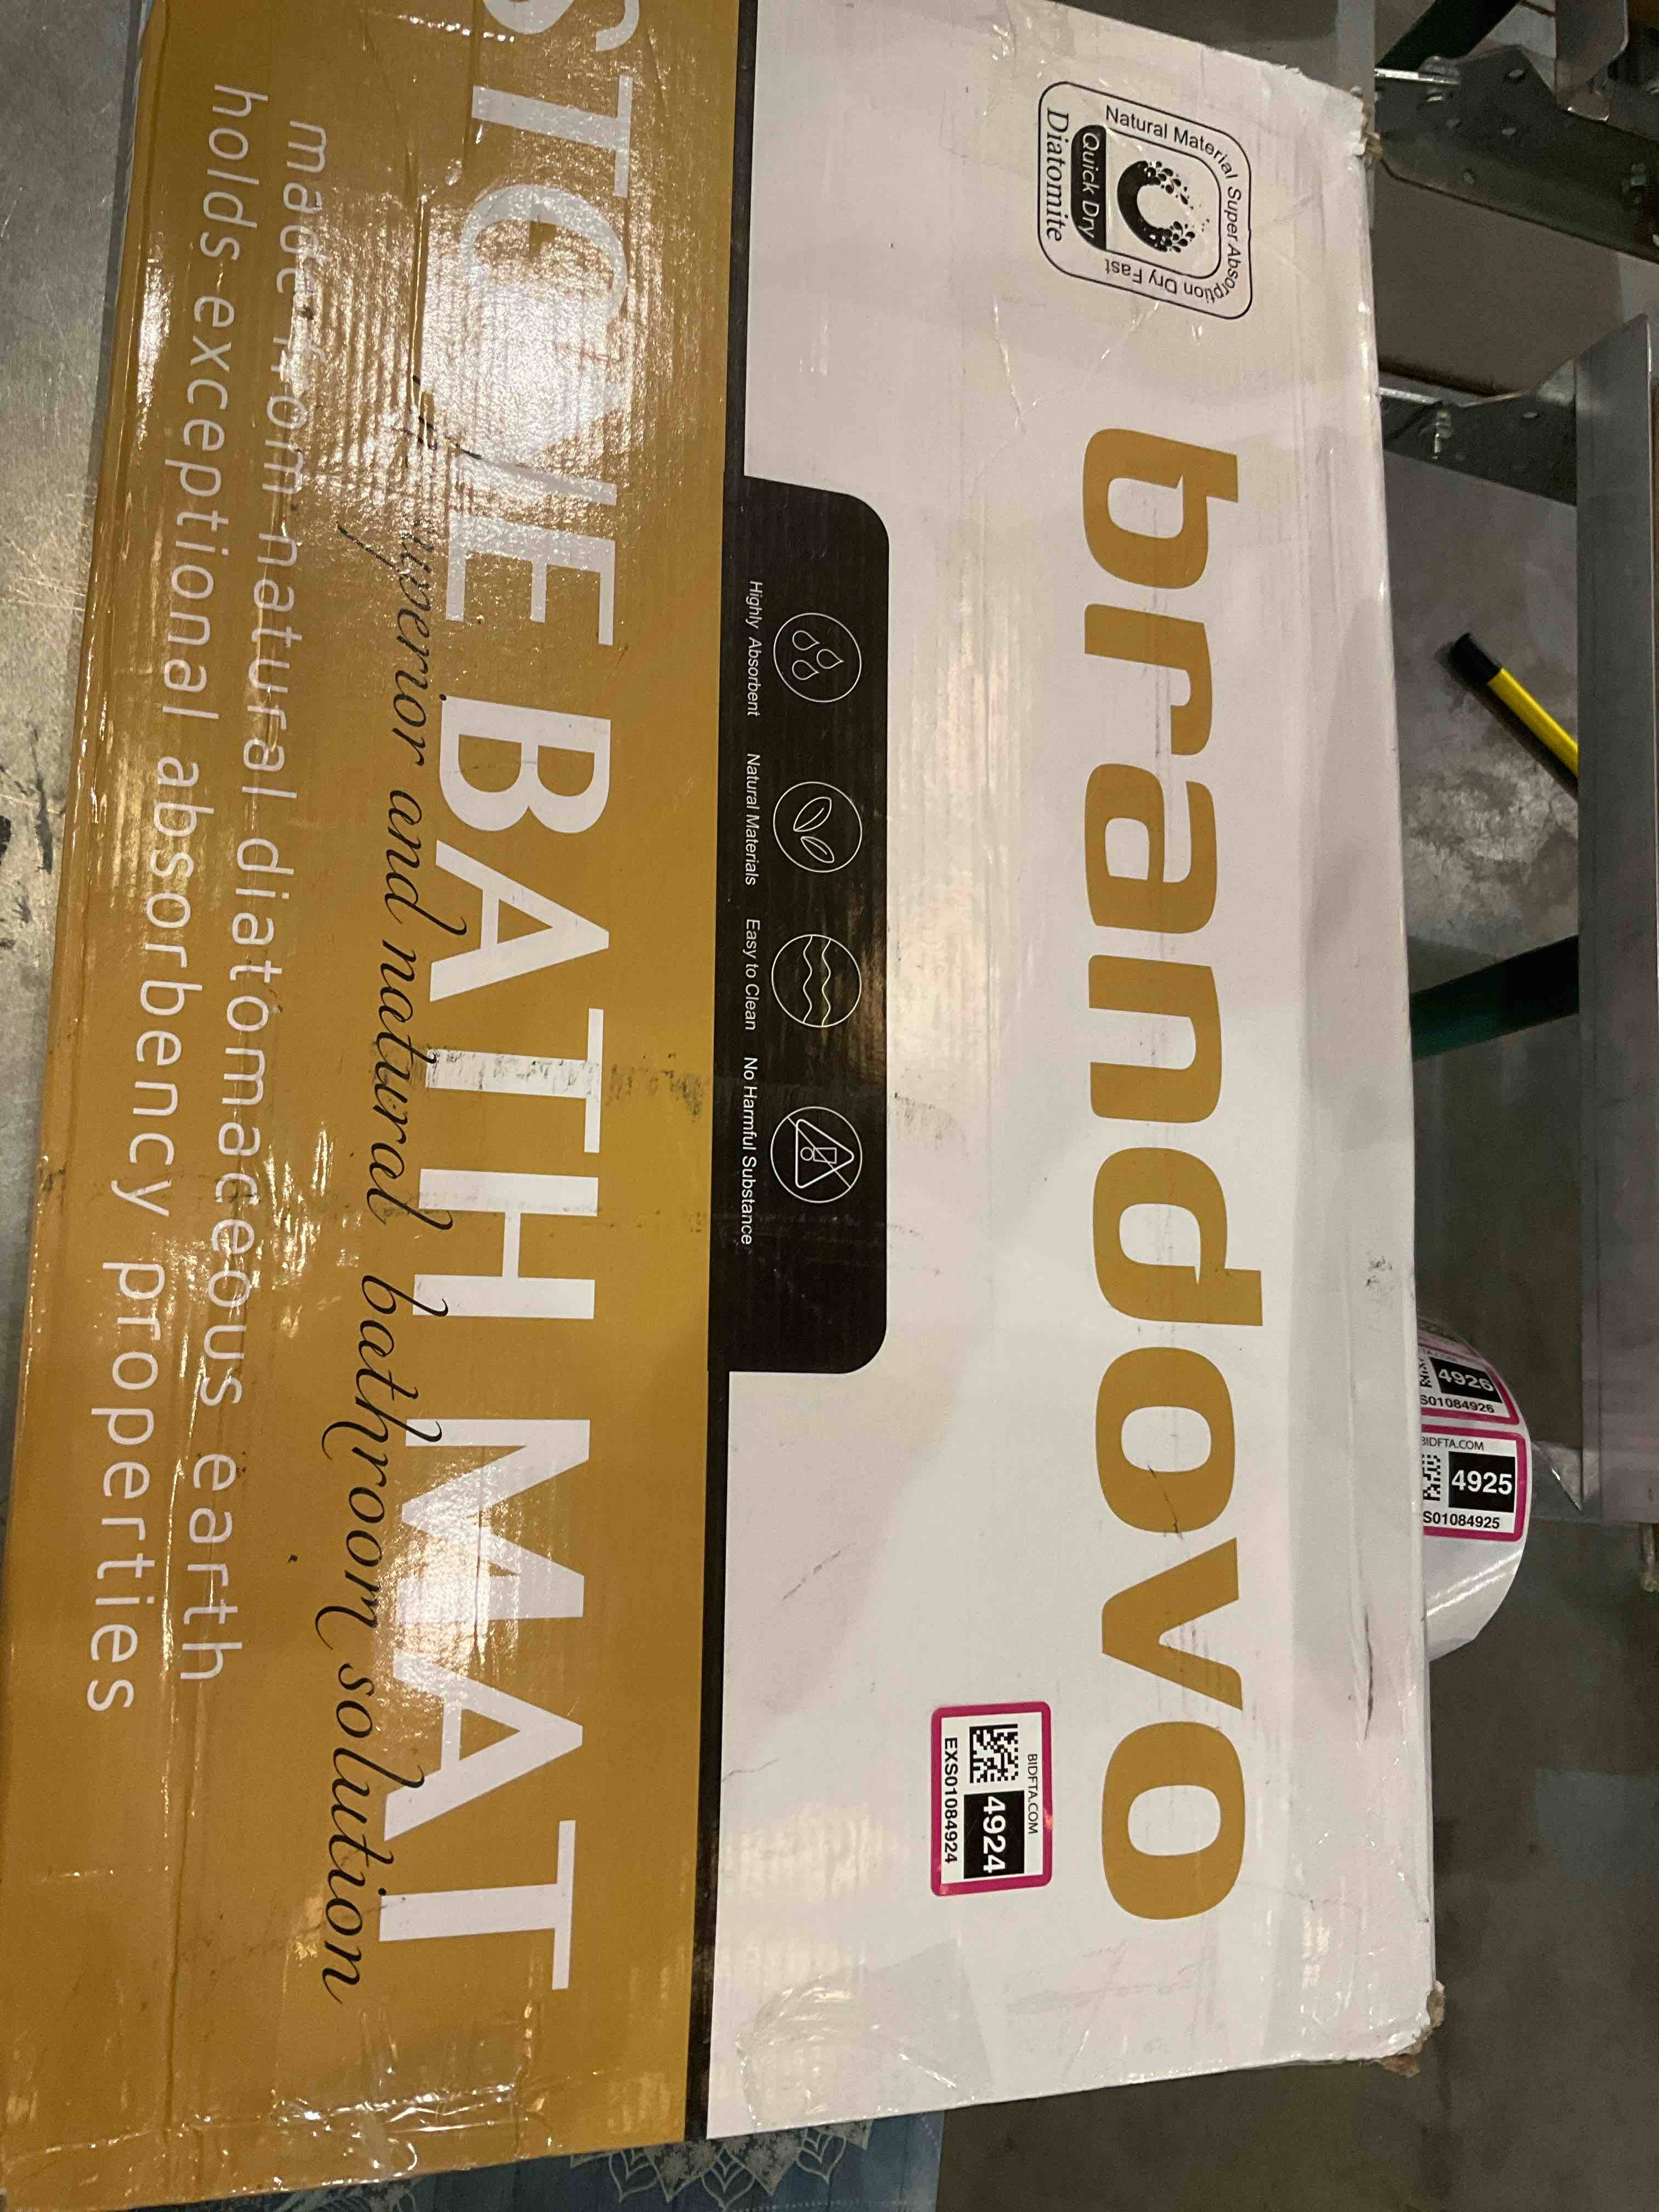 Natural Material Super Absorption Dry Fast
Quick Dry
Diatomite
brandovo
BIDFTA.COM
4924
EXS01084924
Highly Absorbent
Natural Materials
Easy to Clean
No Harmful Substance
STONE BATH MAT
A superior and natural bathroom solution
made from natural diatomaceous earth
holds exceptional absorbency properties
4926
S01084926
BIDFTA.COM
4925
S01084925